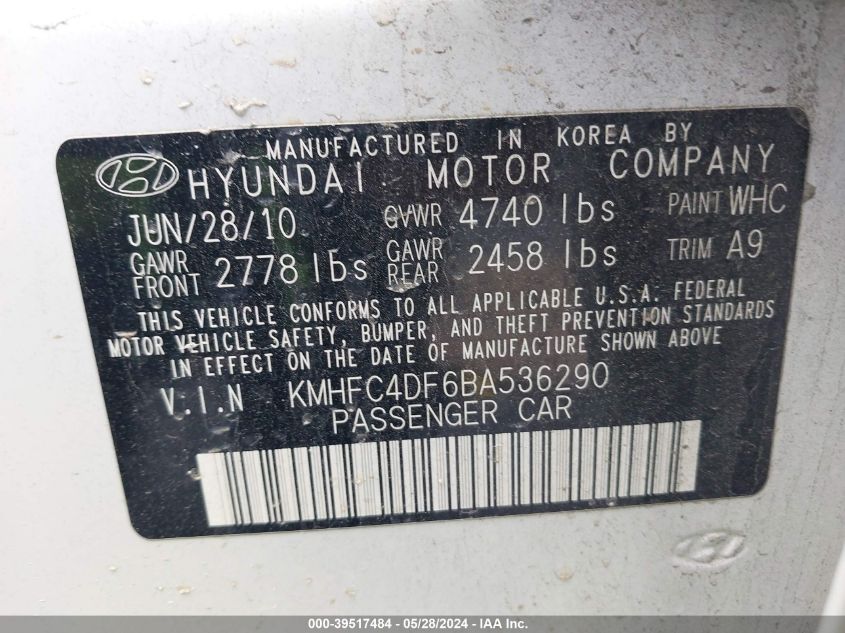 MANUFACTURED IN KOREA BY
HYUNDAI MOTOR COMPANY
JUN/28/10 GVWR 4740 lbs PAINT WHC
GAWR FRONT 2778 lbs GAWR REAR 2458 lbs TRIM A9
THIS VEHICLE CONFORMS TO ALL APPLICABLE U.S.A. FEDERAL
MOTOR VEHICLE SAFETY, BUMPER, AND THEFT PREVENTION STANDARDS
IN EFFECT ON THE DATE OF MANUFACTURE SHOWN ABOVE
V.I.N KMHFC4DF6BA536290
PASSENGER CAR
000-39517484 - 05/28/2024 - IAA Inc.